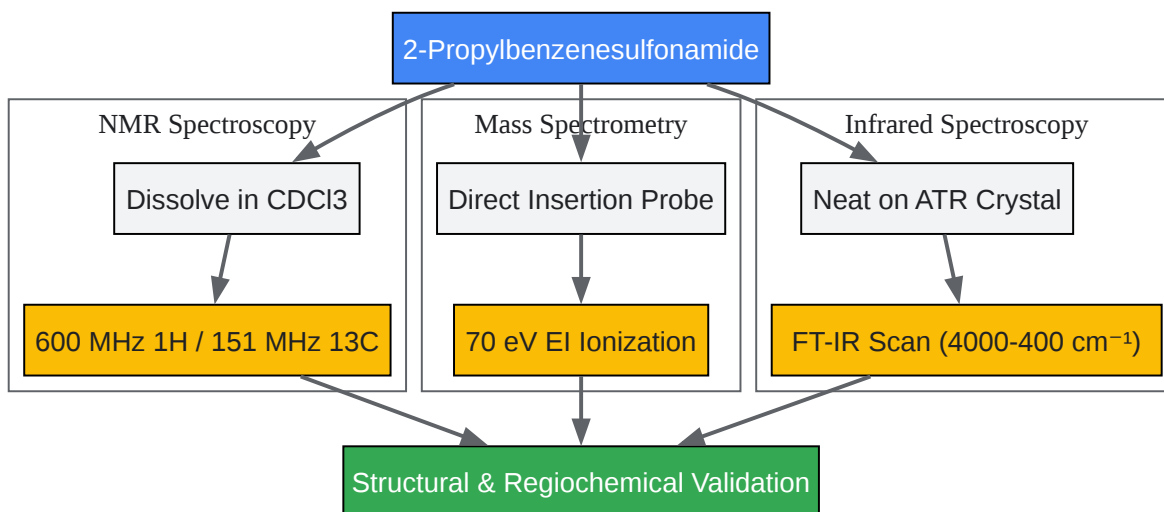 2-Propylbenzenesulfonamide
NMR Spectroscopy
Mass Spectrometry
Infrared Spectroscopy
Dissolve in CDCl3
Direct Insertion Probe
Neat on ATR Crystal
600 MHz 1H / 151 MHz 13C
70 eV EI Ionization
FT-IR Scan (4000-400 cm⁻¹)
Structural & Regiochemical Validation